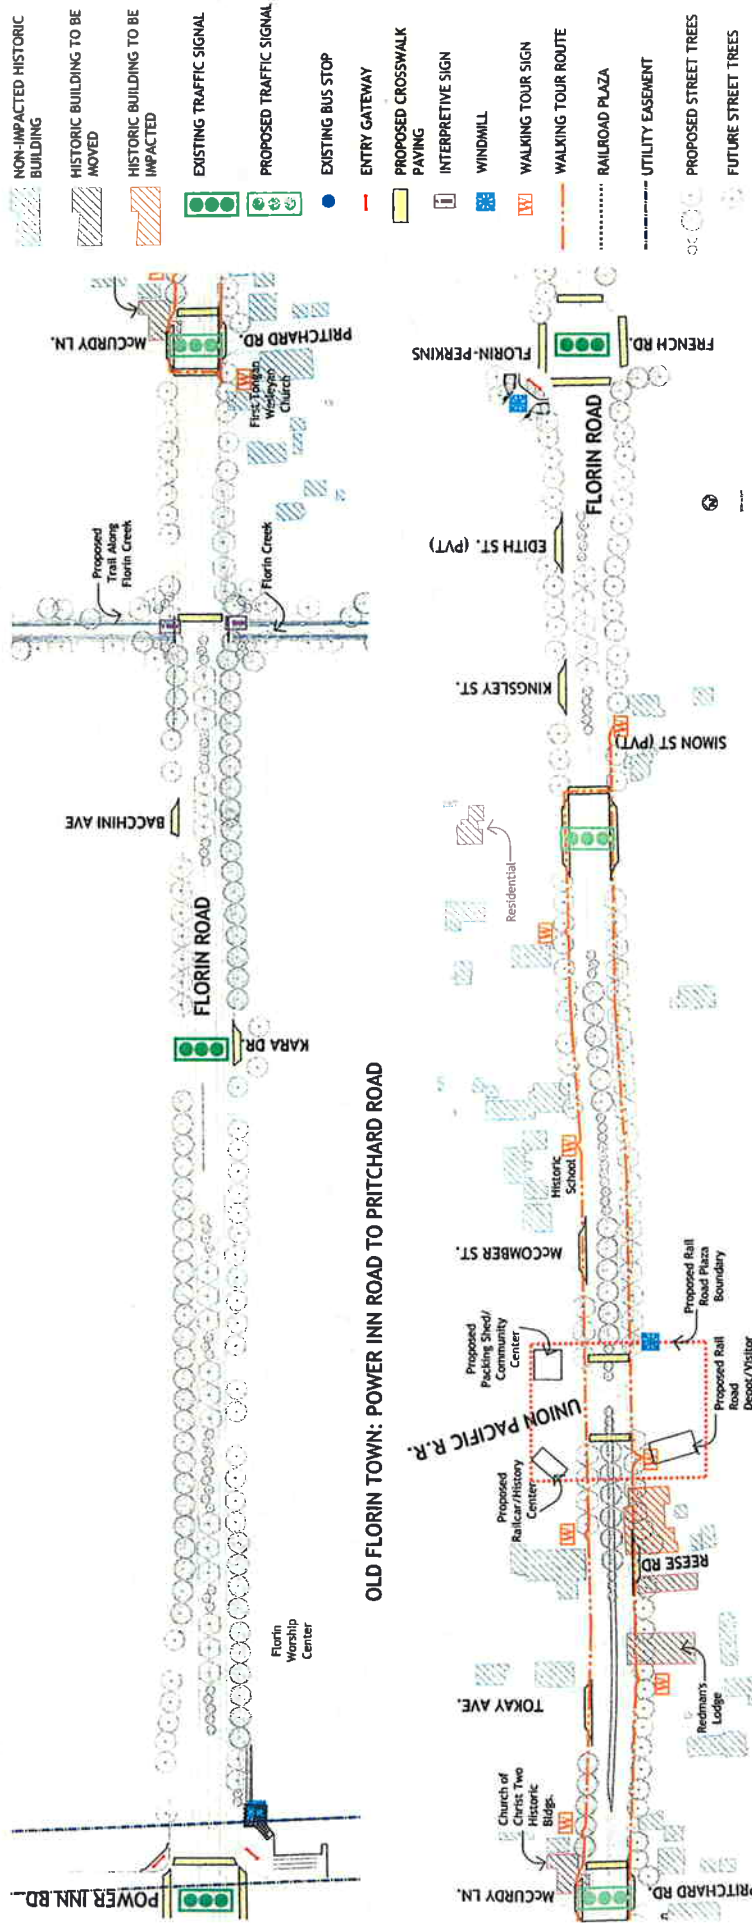 POWER INN RD.
Florin
Worship
Center
KARA DR.
FLORIN ROAD
BACCHINI AVE
Proposed
Trail Along
Florin Creek
Florin Creek
First Tongan
Wesleyan
Church
McCURDY LN.
PRITCHARD RD.
OLD FLORIN TOWN: POWER INN ROAD TO PRITCHARD ROAD
McCURDY LN.
PRITCHARD RD.
Church of
Christ Two
Historic
Bldgs.
TOKAY AVE.
Redman's
Lodge
REESE RD
Proposed
Railcar/History
Center
UNION PACIFIC R.R.
Proposed
Packing Shed/
Community
Center
Proposed Rail
Road
Depot/Visitor
Proposed Rail
Road Plaza
Boundary
McCOMBER ST.
Historic
School
W
W
W
W
W
W
W
W
Residential
SIMON ST (PVT)
KINGSLEY ST.
EDITH ST. (PVT)
FLORIN ROAD
FLORIN-PERKINS
FRENCH RD.
N
NON-IMPACTED HISTORIC
BUILDING
HISTORIC BUILDING TO BE
MOVED
HISTORIC BUILDING TO BE
IMPACTED
EXISTING TRAFFIC SIGNAL
PROPOSED TRAFFIC SIGNAL
EXISTING BUS STOP
ENTRY GATEWAY
PROPOSED CROSSWALK
PAVING
INTERPRETIVE SIGN
WINDMILL
W
WALKING TOUR SIGN
WALKING TOUR ROUTE
RAILROAD PLAZA
UTILITY EASEMENT
PROPOSED STREET TREES
FUTURE STREET TREES